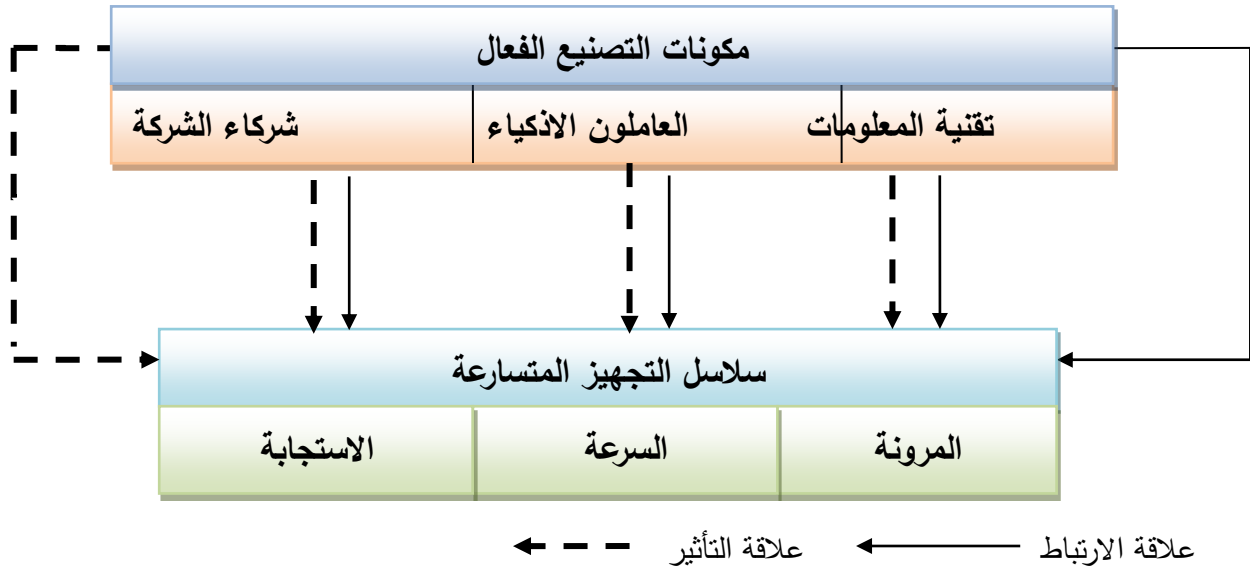 مكونات التصنيع الفعال
تقنية المعلومات العاملون الاذكياء شركاء الشركة
سلاسل التجهيز المتسارعة
المرونة السرعة الاستجابة
علاقة الارتباط علاقة التأثير